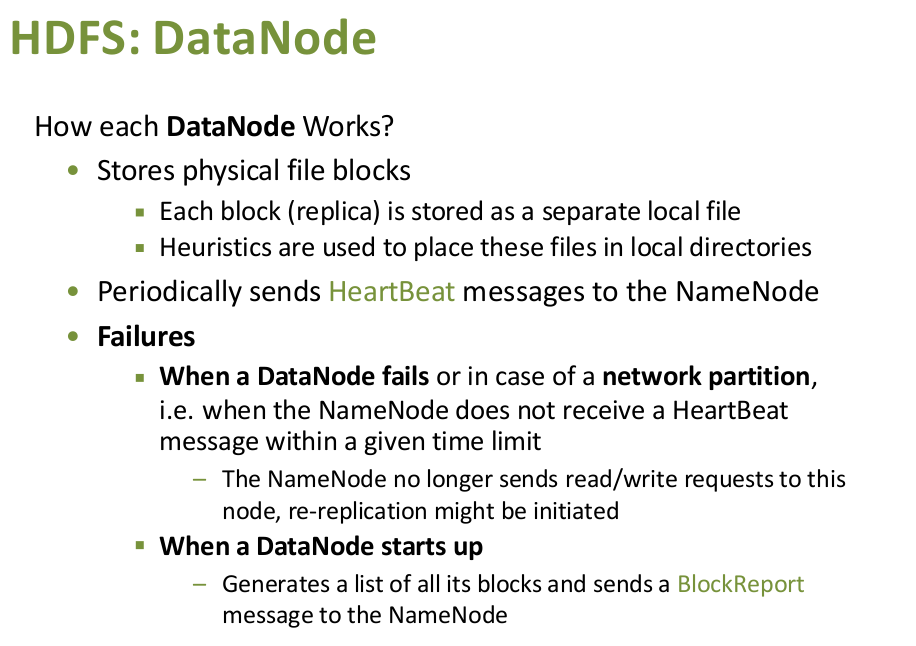 HDFS: DataNode
How each DataNode Works?
• Stores physical file blocks
▪ Each block (replica) is stored as a separate local file
▪ Heuristics are used to place these files in local directories
• Periodically sends HeartBeat messages to the NameNode
• Failures
▪ When a DataNode fails or in case of a network partition,
i.e. when the NameNode does not receive a HeartBeat
message within a given time limit
– The NameNode no longer sends read/write requests to this
node, re-replication might be initiated
▪ When a DataNode starts up
– Generates a list of all its blocks and sends a BlockReport
message to the NameNode